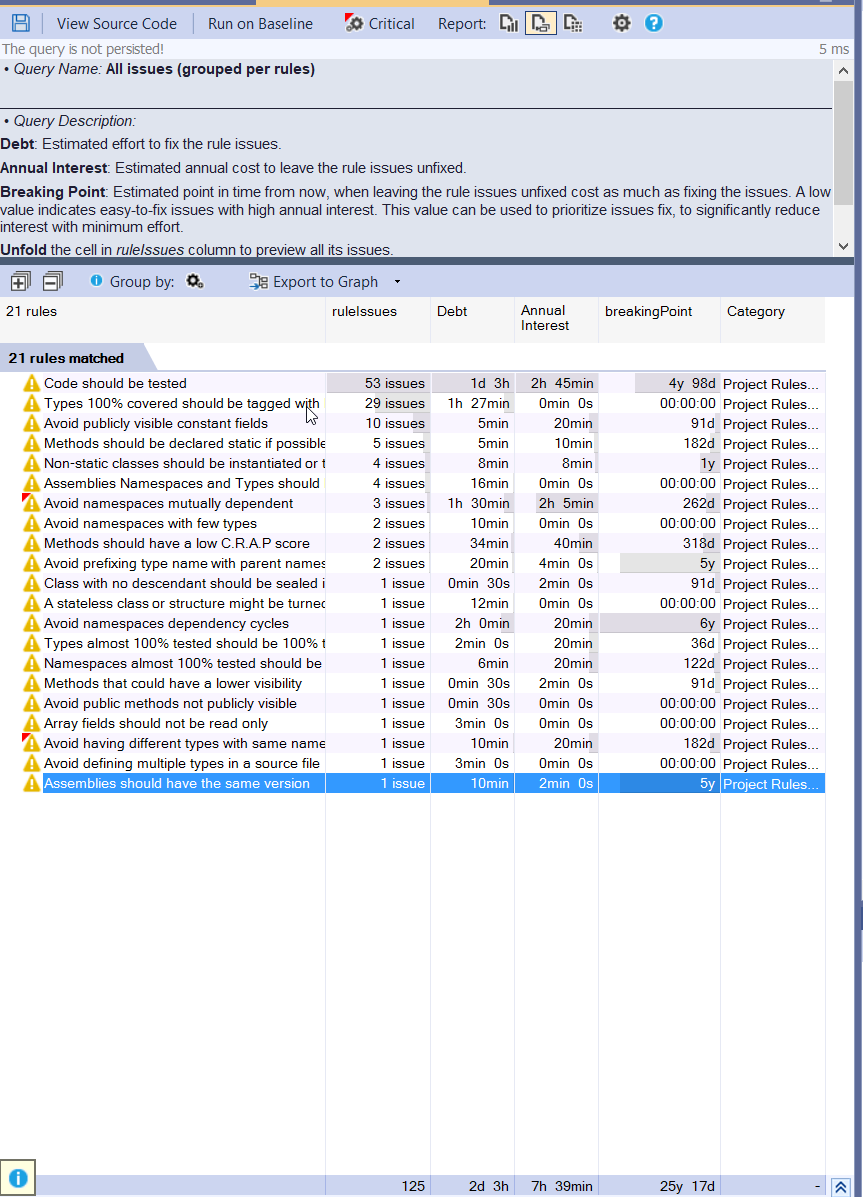 View Source Code Run on Baseline Critical Report:
The query is not persisted! 5 ms
• Query Name: All issues (grouped per rules)
• Query Description:
Debt: Estimated effort to fix the rule issues.
Annual Interest: Estimated annual cost to leave the rule issues unfixed.
Breaking Point: Estimated point in time from now, when leaving the rule issues unfixed cost as much as fixing the issues. A low
value indicates easy-to-fix issues with high annual interest. This value can be used to prioritize issues fix, to significantly reduce
interest with minimum effort.
Unfold the cell in ruleIssues column to preview all its issues.
Group by: Export to Graph
21 rules ruleIssues Debt Annual Interest breakingPoint Category
21 rules matched
Code should be tested 53 issues 1d 3h 2h 45min 4y 98d Project Rules...
Types 100% covered should be tagged with 29 issues 1h 27min 0min 0s 00:00:00 Project Rules...
Avoid publicly visible constant fields 10 issues 5min 20min 91d Project Rules...
Methods should be declared static if possible 5 issues 5min 10min 182d Project Rules...
Non-static classes should be instantiated or t 4 issues 8min 8min 1y Project Rules...
Assemblies Namespaces and Types should 4 issues 16min 0min 0s 00:00:00 Project Rules...
Avoid namespaces mutually dependent 3 issues 1h 30min 2h 5min 262d Project Rules...
Avoid namespaces with few types 2 issues 10min 0min 0s 00:00:00 Project Rules...
Methods should have a low C.R.A.P score 2 issues 34min 40min 318d Project Rules...
Avoid prefixing type name with parent names 2 issues 20min 4min 0s 5y Project Rules...
Class with no descendant should be sealed i 1 issue 0min 30s 2min 0s 91d Project Rules...
A stateless class or structure might be turned 1 issue 12min 0min 0s 00:00:00 Project Rules...
Avoid namespaces dependency cycles 1 issue 2h 0min 20min 6y Project Rules...
Types almost 100% tested should be 100% t 1 issue 2min 0s 20min 36d Project Rules...
Namespaces almost 100% tested should be 1 issue 6min 20min 122d Project Rules...
Methods that could have a lower visibility 1 issue 0min 30s 2min 0s 91d Project Rules...
Avoid public methods not publicly visible 1 issue 0min 30s 0min 0s 00:00:00 Project Rules...
Array fields should not be read only 1 issue 3min 0s 0min 0s 00:00:00 Project Rules...
Avoid having different types with same name 1 issue 10min 20min 182d Project Rules...
Avoid defining multiple types in a source file 1 issue 3min 0s 0min 0s 00:00:00 Project Rules...
Assemblies should have the same version 1 issue 10min 2min 0s 5y Project Rules...
125 2d 3h 7h 39min 25y 17d -